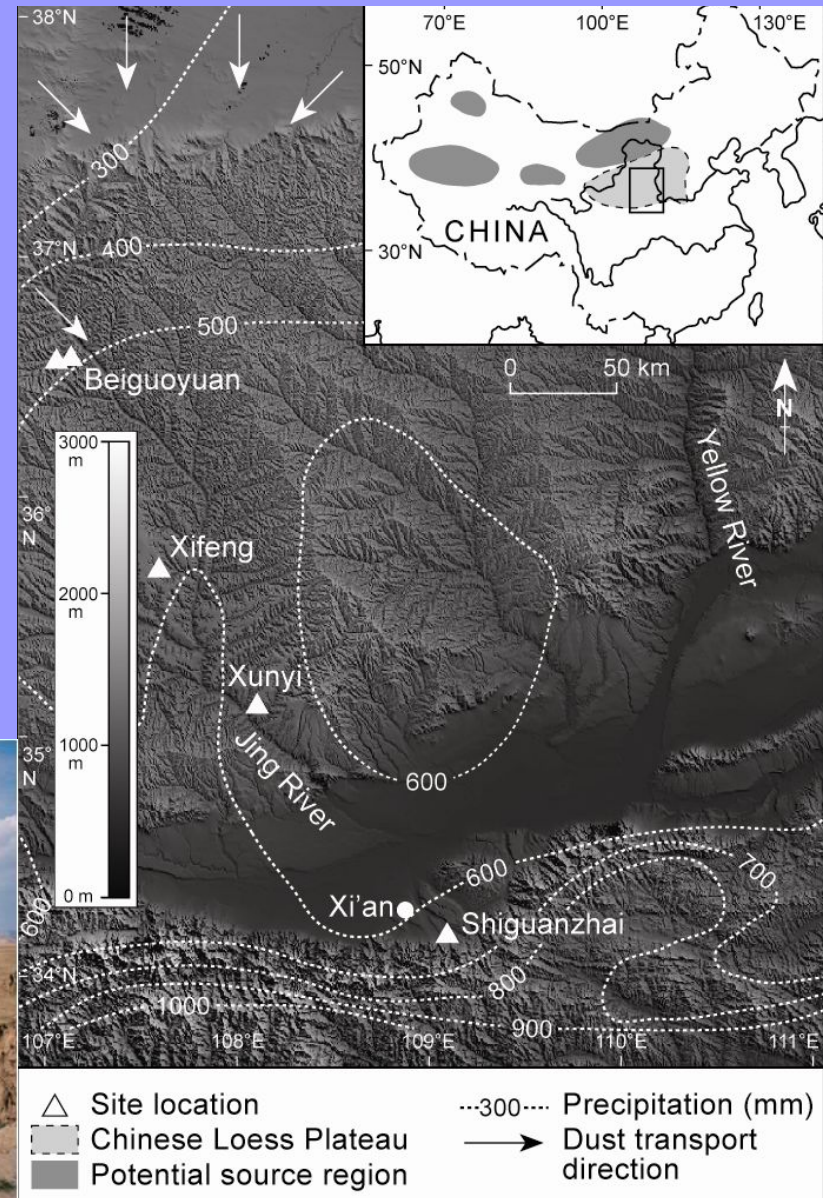 38°N
70°E
100°E
130°E
50°N
30°N
CHINA
300
37°N
400
500
Beiguoyuan
0
50 km
N
Yellow River
3000
m
36°
N
Xifeng
2000
m
Xunyi
Jing River
1000
m
35°
N
600
0 m
600
700
600
Xi'an
Shiguanzhai
34°N
800
1000
900
107°E
108°E
109°E
110°E
111°E
Site location
Chinese Loess Plateau
Potential source region
300
Precipitation (mm)
Dust transport
direction